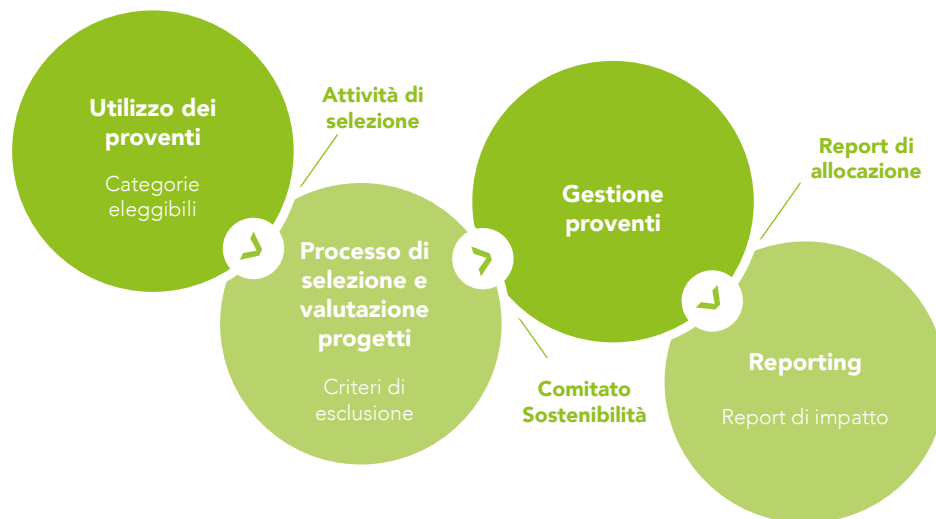 Utilizzo dei
proventi
Categorie
eleggibili
Attività di
selezione
Processo di
selezione e
valutazione
progetti
Criteri di
esclusione
Comitato
Sostenibilità
Gestione
proventi
Report di
allocazione
Reporting
Report di impatto